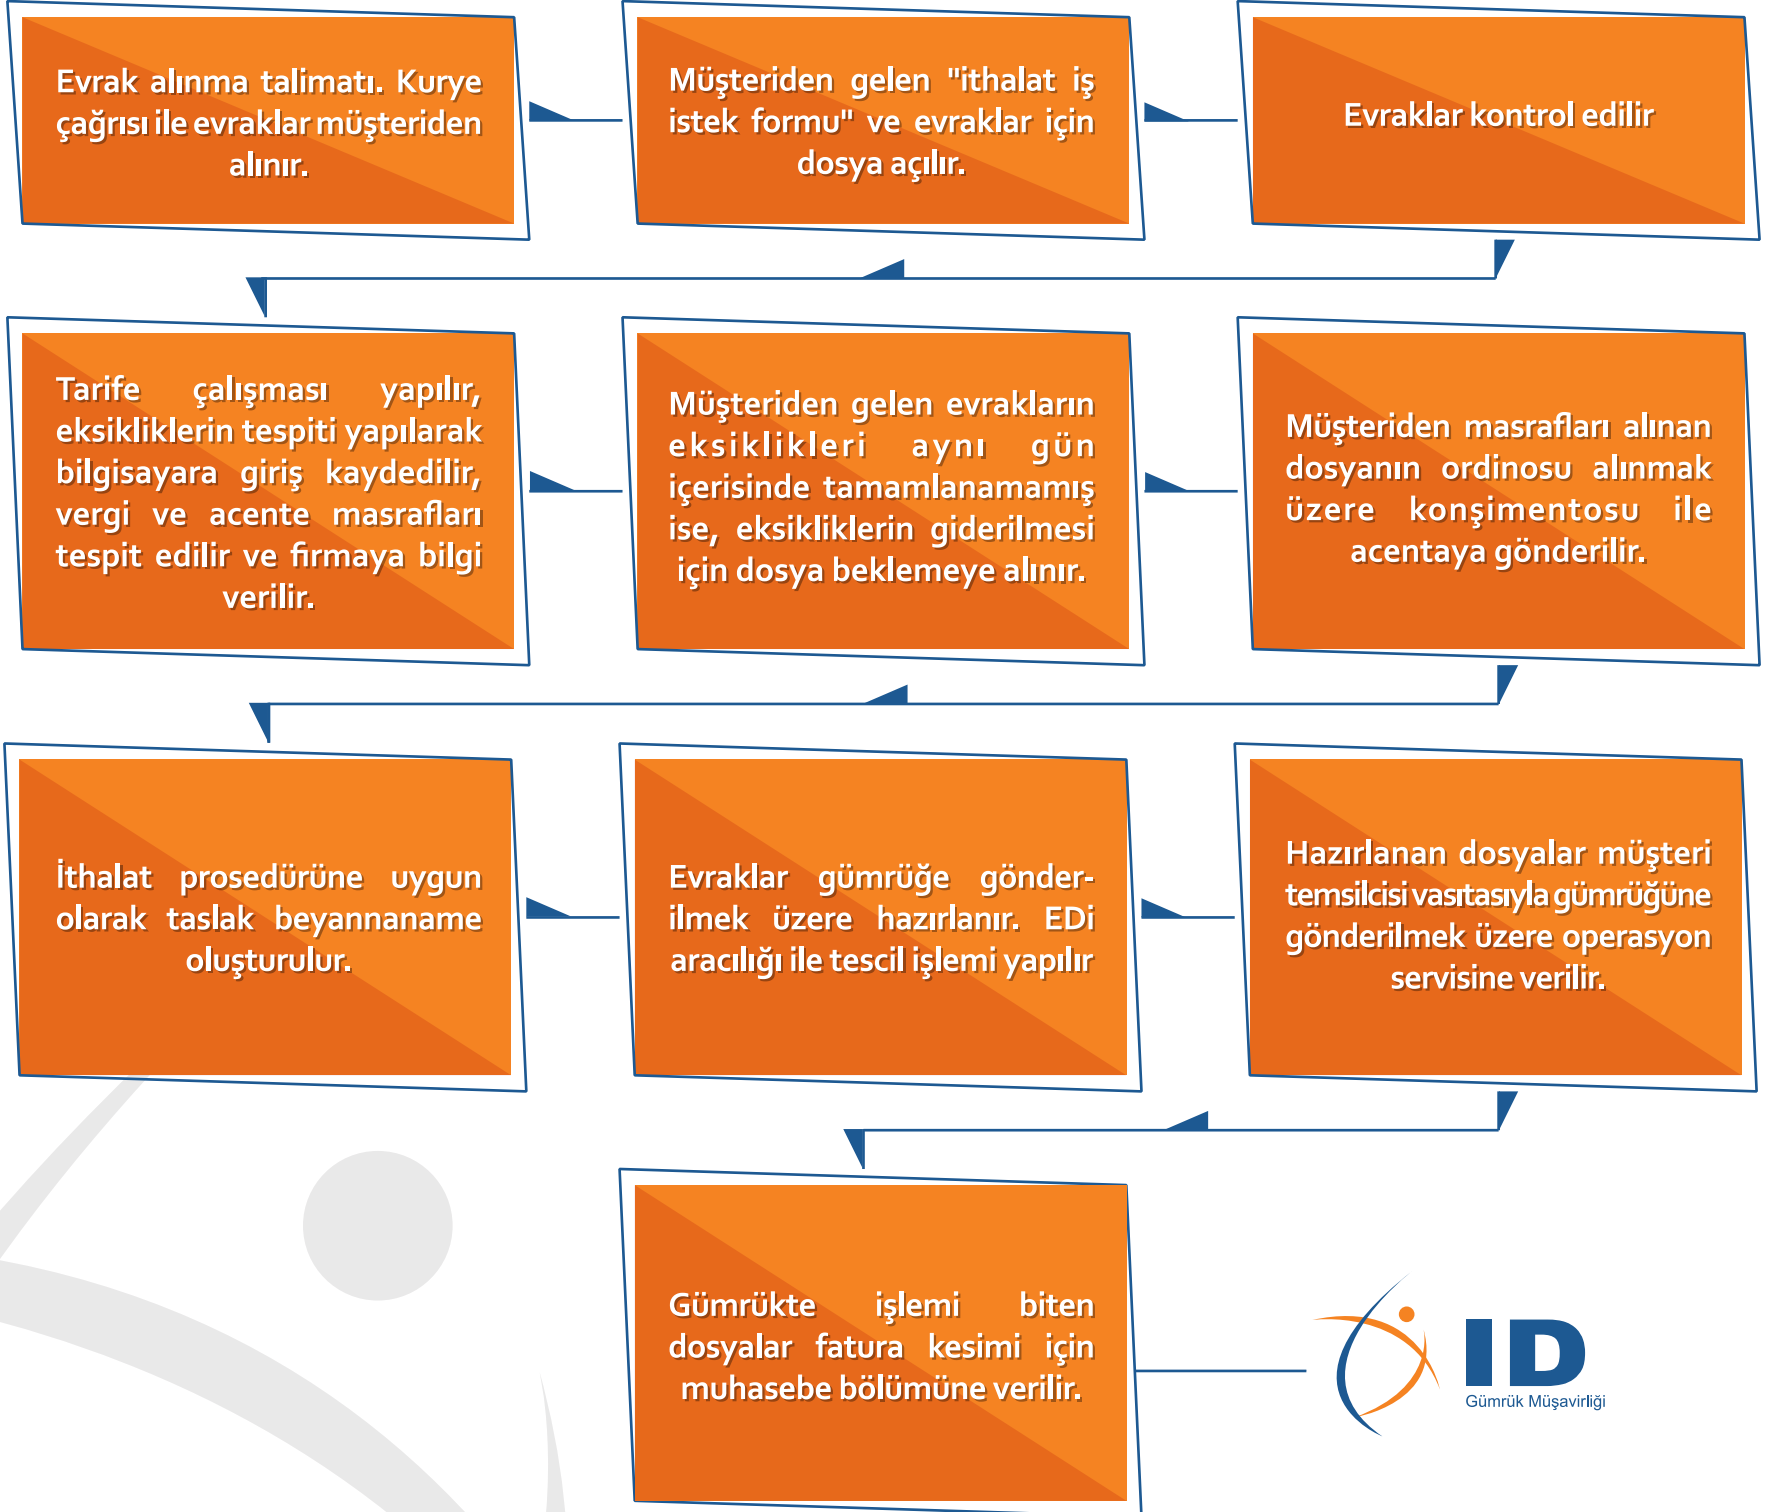 Evrak alınma talimatı. Kurye
çağrısı ile evraklar müşteriden
alınır.
Müşteriden gelen "ithalat iş
istek formu" ve evraklar için
dosya açılır.
Evraklar kontrol edilir
Tarife çalışması yapılır,
eksikliklerin tespiti yapılarak
bilgisayara giriş kaydedilir,
vergi ve acente masrafları
tespit edilir ve firmaya bilgi
verilir.
Müşteriden gelen evrakların
eksiklikleri aynı gün
içerisinde tamamlanamamış
ise, eksikliklerin giderilmesi
için dosya beklemeye alınır.
Müşteriden masrafları alınan
dosyanın ordinosu alınmak
üzere konşimentosu ile
acentaya gönderilir.
İthalat prosedürüne uygun
olarak taslak beyannaname
oluşturulur.
Evraklar gümrüğe gönder-
ilmek üzere hazırlanır. EDi
aracılığı ile tescil işlemi yapılır
Hazırlanan dosyalar müşteri
temsilcisi vasıtasıyla gümrüğüne
gönderilmek üzere operasyon
servisine verilir.
Gümrükte işlemi biten
dosyalar fatura kesimi için
muhasebe bölümüne verilir.
ID
Gümrük Müşavirliği